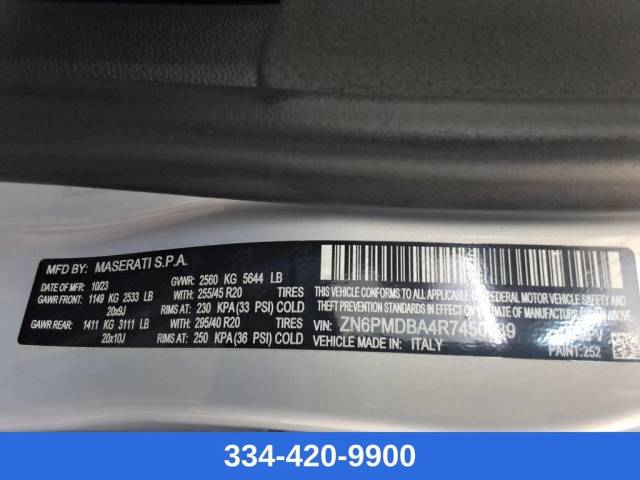 MFD BY: MASERATI S.P.A.
DATE OF MFR: 10/23
GVWR: 2560 KG 5644 LB
GAWR FRONT: 1149 KG 2533 LB WITH 255/45 R20 TIRES
20x9J RIMS AT: 230 KPA(33 PSI) COLD
GAWR REAR: 1411 KG 3111 LB WITH 295/40 R20 TIRES
20x10J RIMS AT: 250 KPA(36 PSI) COLD
THIS VEHICLE CONFORMS TO ALL APPLICABLE
FEDERAL MOTOR VEHICLE SAFETY, BUMPER
AND THEFT PREVENTION STANDARDS IN EFFECT
ON THE DATE OF MANUFACTURE SHOWN ABOVE.
VIN:
VEHICLE MADE IN: ITALY
PAINT:252
334-420-9900